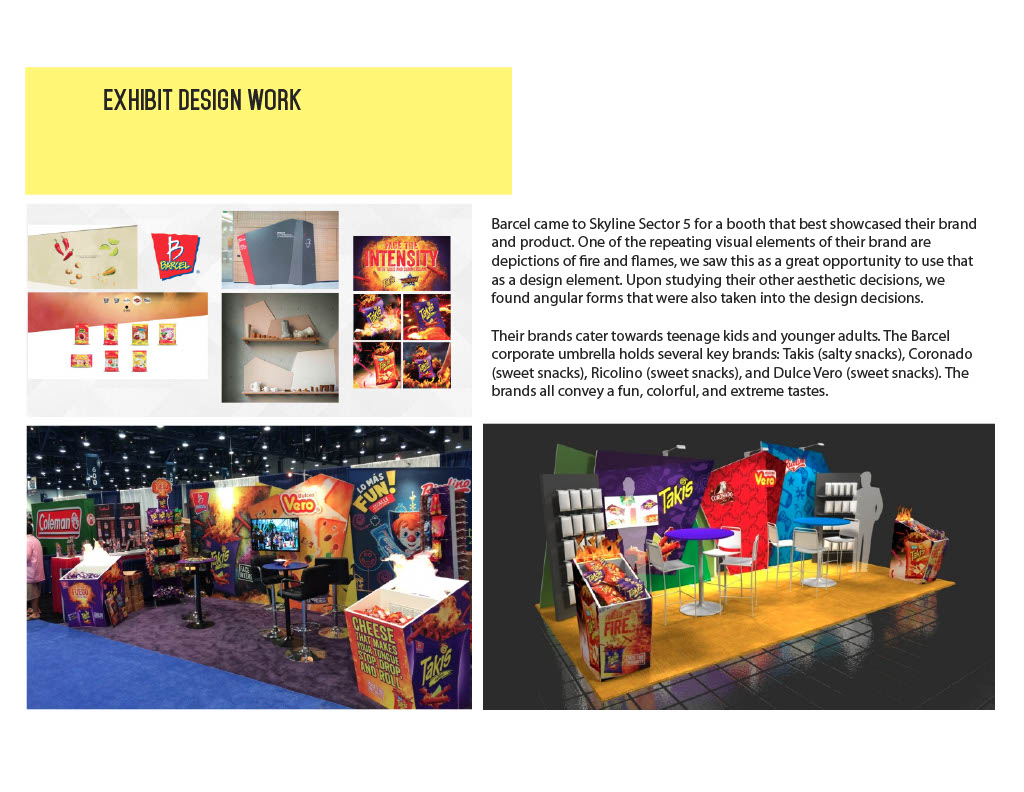 EXHIBIT DESIGN WORK
Barcel came to Skyline Sector 5 for a booth that best showcased their brand
and product. One of the repeating visual elements of their brand are
depictions of fire and flames, we saw this as a great opportunity to use that
as a design element. Upon studying their other aesthetic decisions, we
found angular forms that were also taken into the design decisions.
Their brands cater towards teenage kids and younger adults. The Barcel
corporate umbrella holds several key brands: Takis (salty snacks), Coronado
(sweet snacks), Ricolino (sweet snacks), and Dulce Vero (sweet snacks). The
brands all convey a fun, colorful, and extreme tastes.
B
BARCEL
FACE THE
INTENSITY
Coleman
Takis
dulces
Vero
LO MÁS
FUN!
FUEGO
CHEESE
THAT MAKES
YOUR TONGUE
STOP, DROP,
AND ROLL
Takis
Takis
CORONADO
Vero
Takis
FIRE
Takis